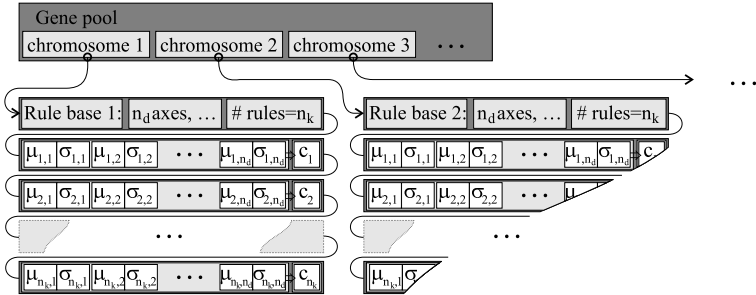 Gene pool
chromosome 1 chromosome 2 chromosome 3 ...
...
Rule base 1: n_d axes, … # rules=n_k
μ_1,1 σ_1,1 μ_1,2 σ_1,2 ... μ_1,n_d σ_1,n_d c_1
μ_2,1 σ_2,1 μ_2,2 σ_2,2 ... μ_2,n_d σ_2,n_d c_2
...
μ_n_k,1 σ_n_k,1 μ_n_k,2 σ_n_k,2 ... μ_n_k,n_d σ_n_k,n_d c_n_k
Rule base 2: n_d axes, … # rules=n_k
μ_1,1 σ_1,1 μ_1,2 σ_1,2 ... μ_1,n_d σ_1,n_d c
μ_2,1 σ_2,1 μ_2,2 σ_2,2 ... μ
...
μ_n_k,1 σ